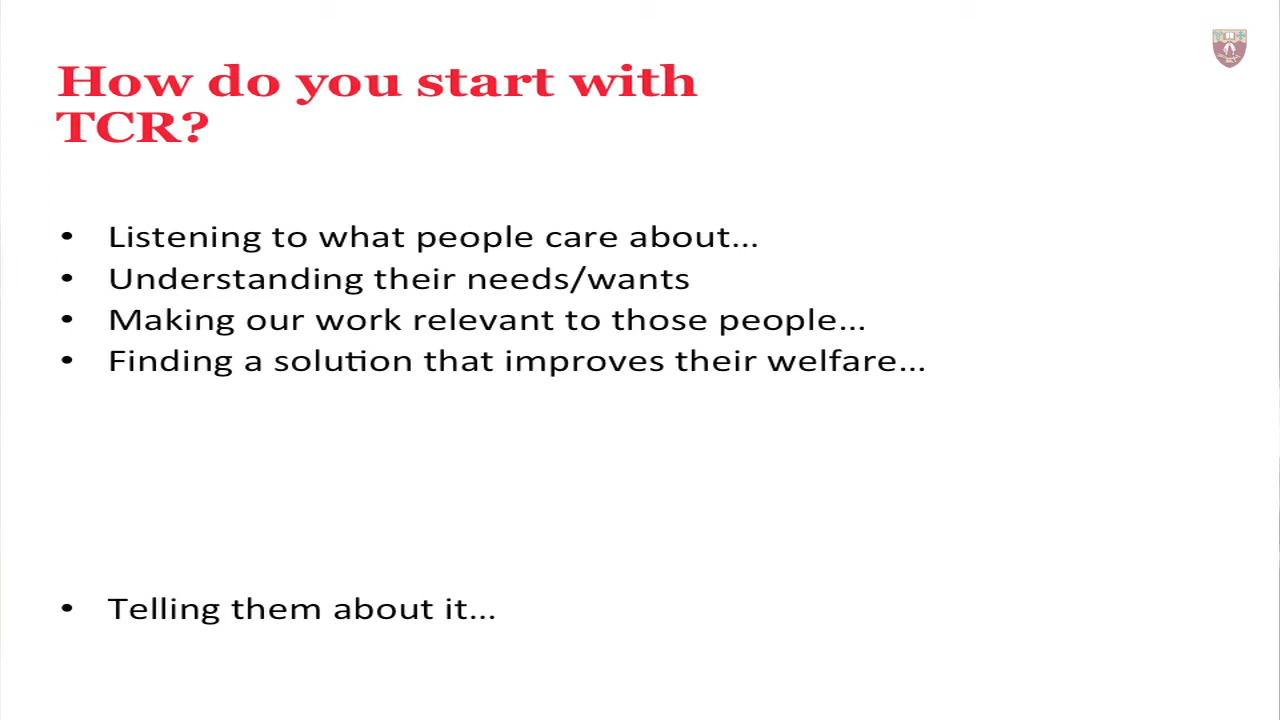 How do you start with
TCR?
• Listening to what people care about...
• Understanding their needs/wants
• Making our work relevant to those people...
• Finding a solution that improves their welfare...
• Telling them about it...